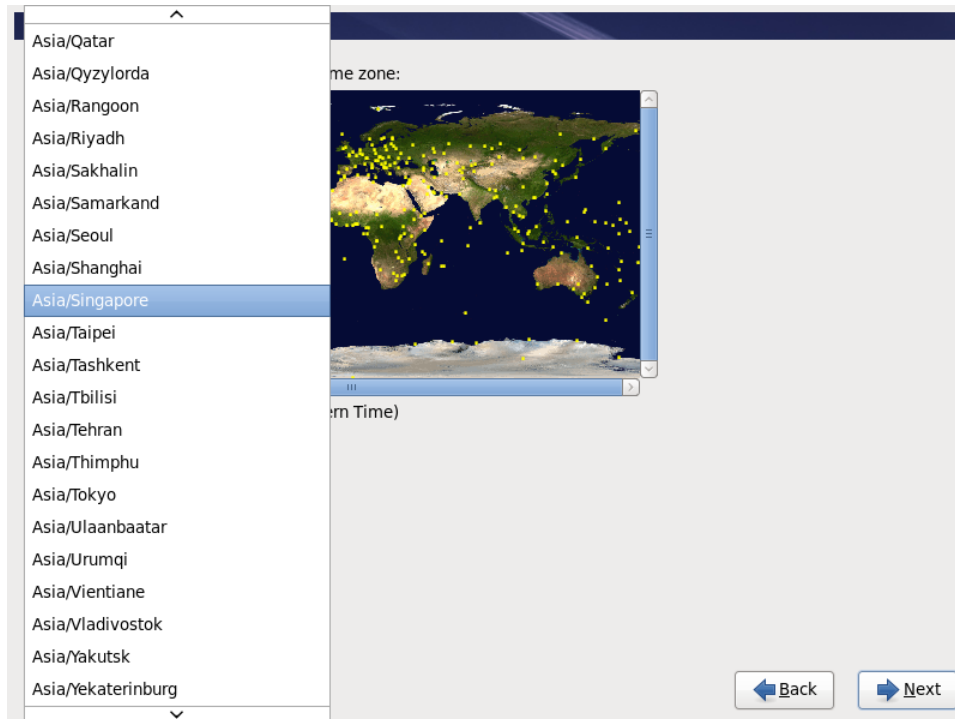 Asia/Qatar
Asia/Qyzylorda
me zone:
Asia/Rangoon
Asia/Riyadh
Asia/Sakhalin
Asia/Samarkand
Asia/Seoul
Asia/Shanghai
Asia/Singapore
Asia/Taipei
Asia/Tashkent
Asia/Tbilisi
ern Time)
Asia/Tehran
Asia/Thimphu
Asia/Tokyo
Asia/Ulaanbaatar
Asia/Urumqi
Asia/Vientiane
Asia/Vladivostok
Asia/Yakutsk
Asia/Yekaterinburg
Back
Next